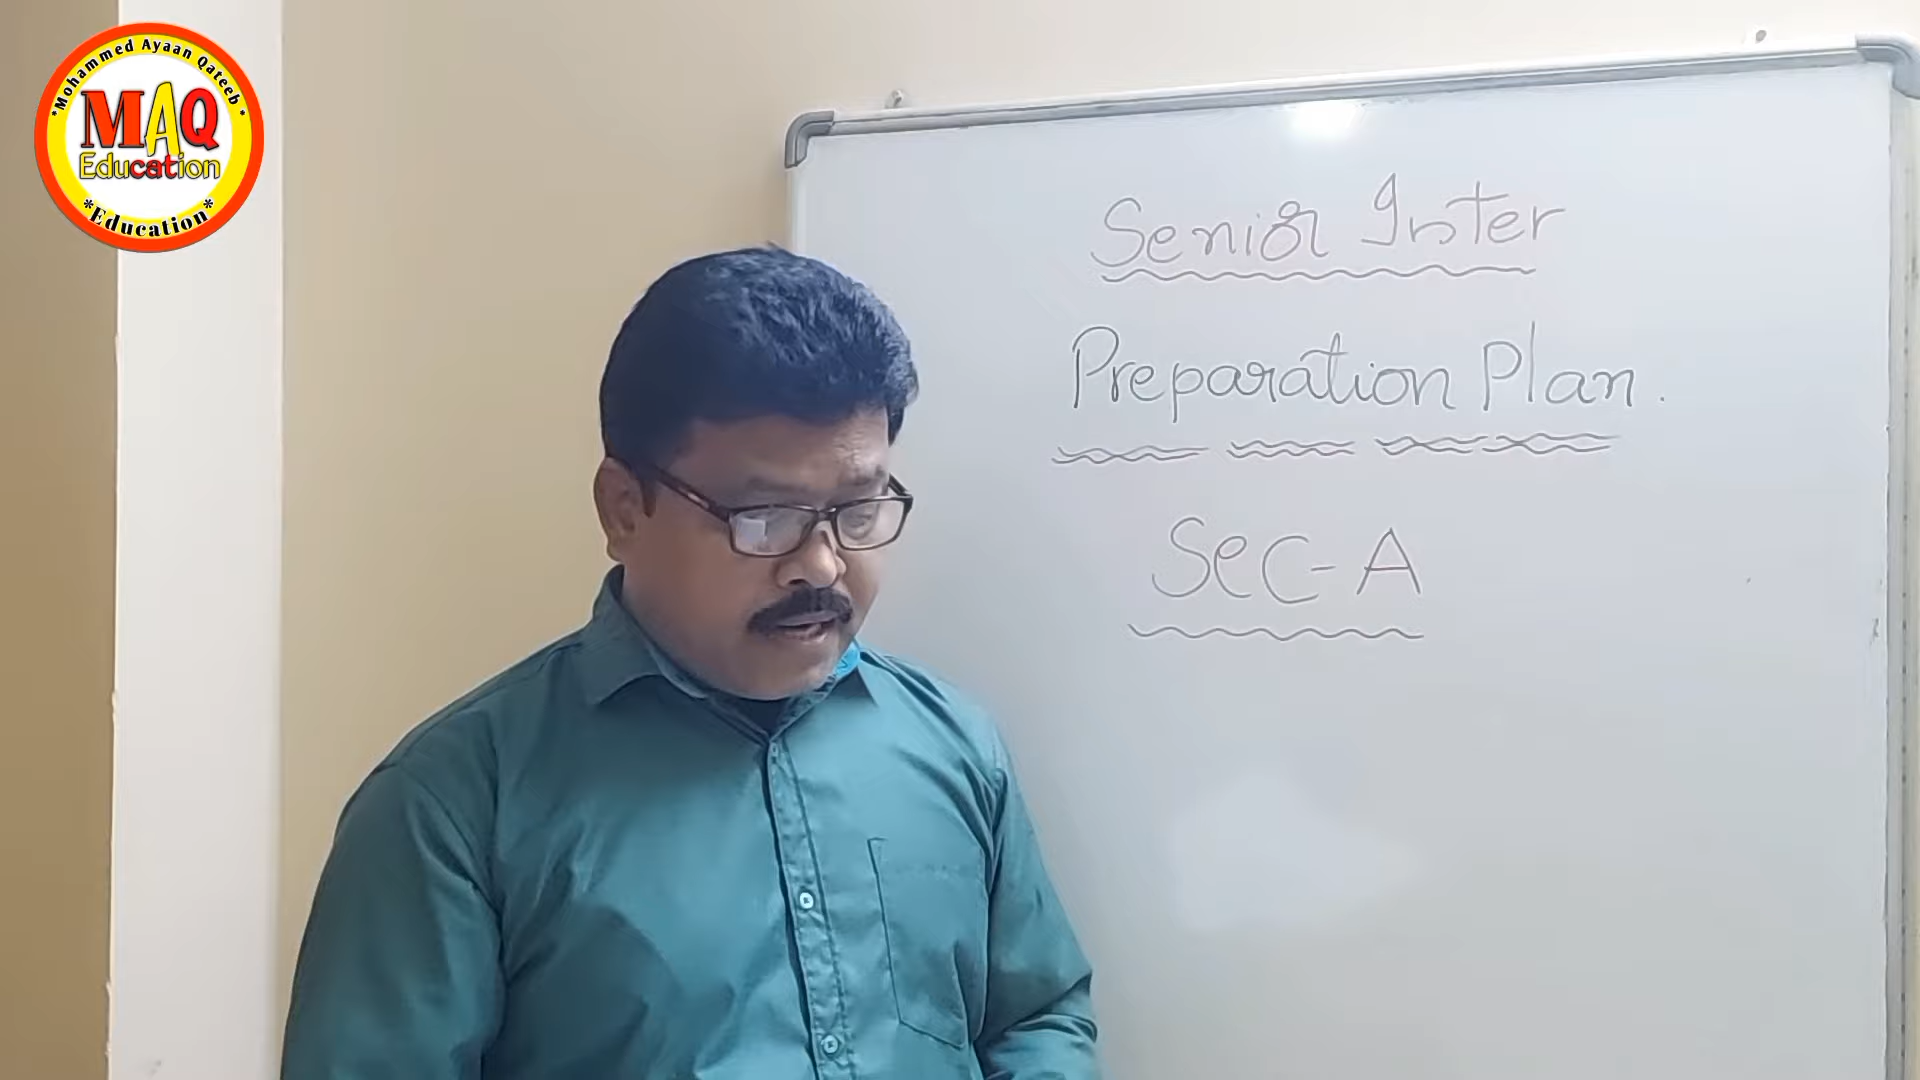 *Mohammed Ayaan Qateeb*
MAQ
Education
*Education*
Senior Inter
Preparation Plan.
Sec-A